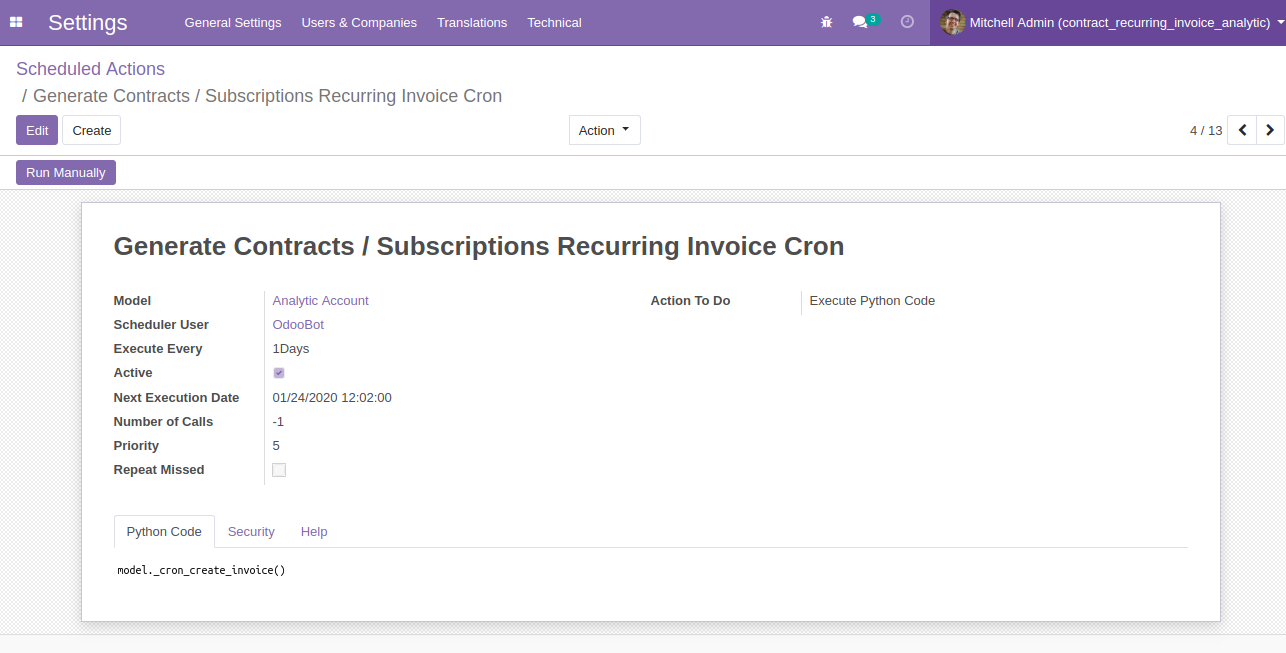 Settings General Settings Users & Companies Translations Technical 3 Mitchell Admin (contract_recurring_invoice_analytic)
Scheduled Actions
/ Generate Contracts / Subscriptions Recurring Invoice Cron
Edit Create Action 4 / 13
Run Manually
Generate Contracts / Subscriptions Recurring Invoice Cron
Model Analytic Account Action To Do Execute Python Code
Scheduler User OdooBot
Execute Every 1Days
Active
Next Execution Date 01/24/2020 12:02:00
Number of Calls -1
Priority 5
Repeat Missed
Python Code Security Help
model._cron_create_invoice()